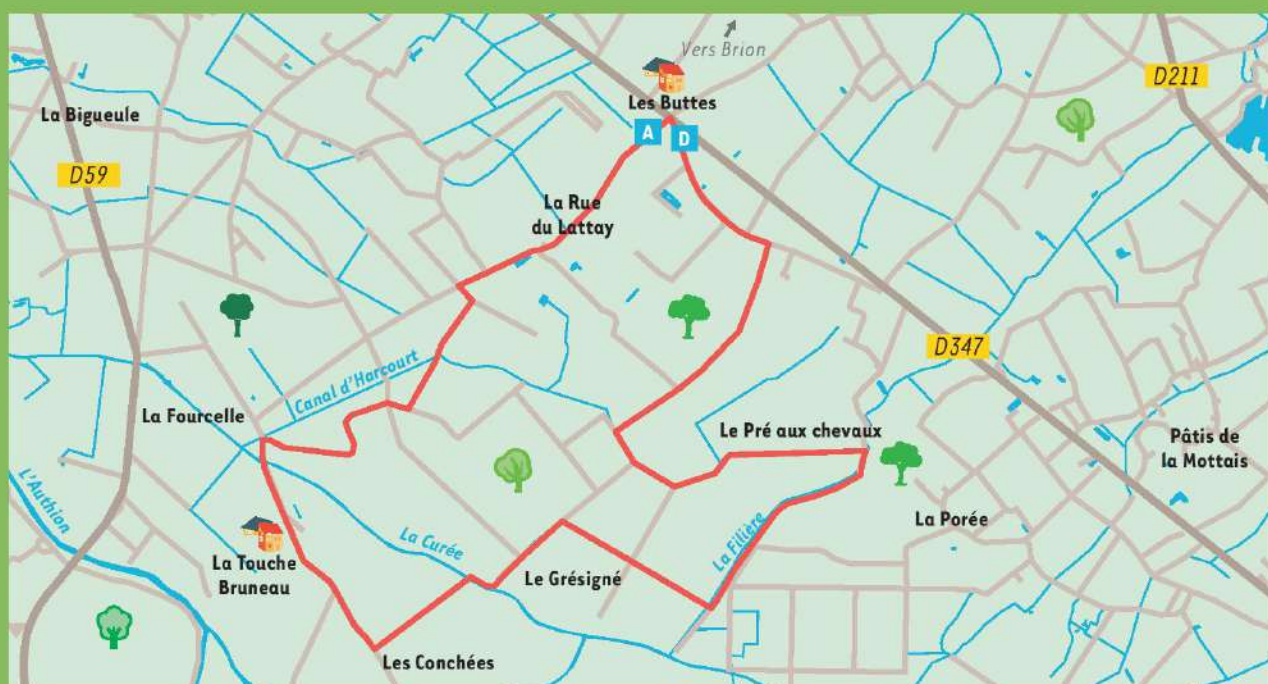 Vers Brion
D211
Les Buttes
La Bigueule
A
D
D59
La Rue
du Lattay
D347
Canal d'Harcourt
La Fourcelle
Le Pré aux chevaux
Pâtis de
la Mottais
L'Authion
La Porée
La Filière
La Curée
La Touche
Bruneau
Le Grésigné
Les Conchées